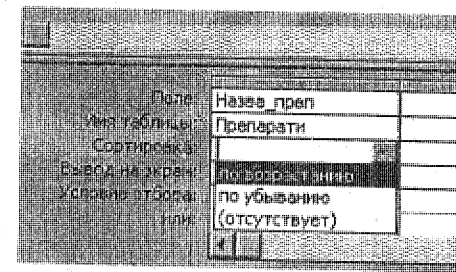 Поле: Назва_преп
Имя таблицы: Препарати
Сортировка:
Вывод на экран: по возрастанию
Условие отбора: по убыванию
или: (отсутствует)